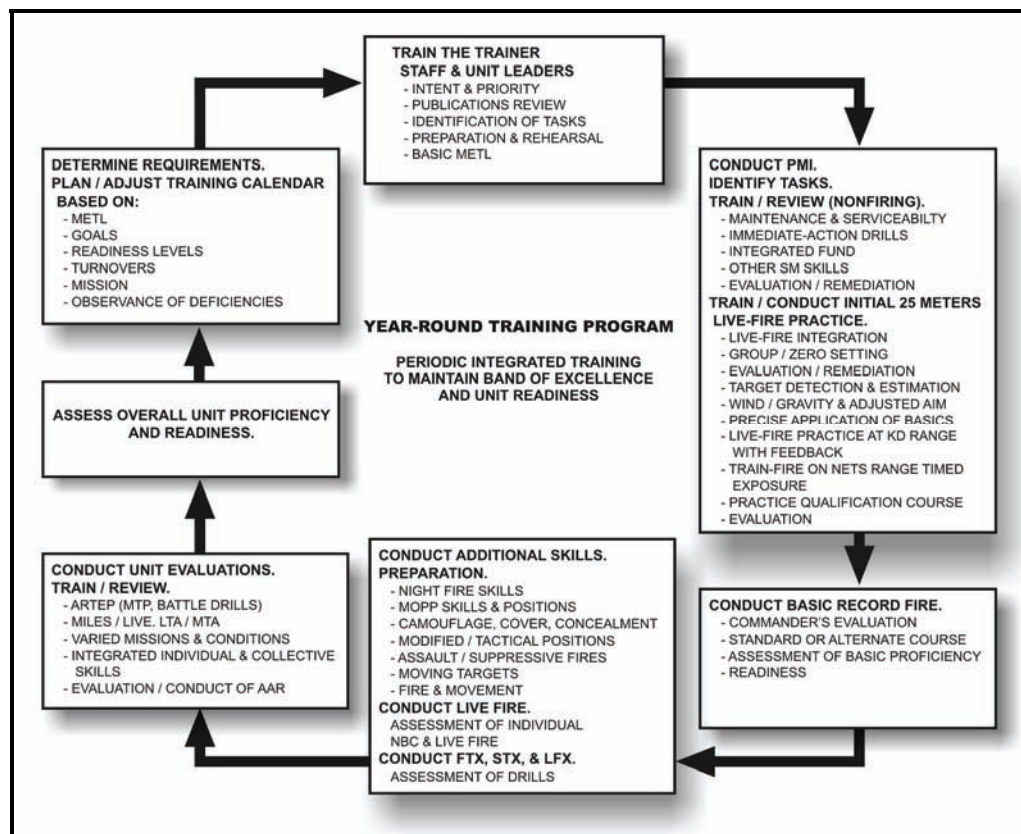 TRAIN THE TRAINER
STAFF & UNIT LEADERS
- INTENT & PRIORITY
- PUBLICATIONS REVIEW
- IDENTIFICATION OF TASKS
- PREPARATION & REHEARSAL
- BASIC METL
DETERMINE REQUIREMENTS.
PLAN / ADJUST TRAINING CALENDAR
BASED ON:
- METL
- GOALS
- READINESS LEVELS
- TURNOVERS
- MISSION
- OBSERVANCE OF DEFICIENCIES
CONDUCT PMI.
IDENTIFY TASKS.
TRAIN / REVIEW (NONFIRING).
- MAINTENANCE & SERVICEABILTY
- IMMEDIATE-ACTION DRILLS
- INTEGRATED FUND
- OTHER SM SKILLS
- EVALUATION / REMEDIATION
TRAIN / CONDUCT INITIAL 25 METERS
LIVE-FIRE PRACTICE.
- LIVE-FIRE INTEGRATION
- GROUP / ZERO SETTING
- EVALUATION / REMEDIATION
- TARGET DETECTION & ESTIMATION
- WIND / GRAVITY & ADJUSTED AIM
- PRECISE APPLICATION OF BASICS
- LIVE-FIRE PRACTICE AT KD RANGE
WITH FEEDBACK
- TRAIN-FIRE ON NETS RANGE TIMED
EXPOSURE
- PRACTICE QUALIFICATION COURSE
- EVALUATION
YEAR-ROUND TRAINING PROGRAM
PERIODIC INTEGRATED TRAINING
TO MAINTAIN BAND OF EXCELLENCE
AND UNIT READINESS
ASSESS OVERALL UNIT PROFICIENCY
AND READINESS.
CONDUCT UNIT EVALUATIONS.
TRAIN / REVIEW.
- ARTEP (MTP, BATTLE DRILLS)
- MILES / LIVE. LTA / MTA
- VARIED MISSIONS & CONDITIONS
- INTEGRATED INDIVIDUAL & COLLECTIVE
SKILLS
- EVALUATION / CONDUCT OF AAR
CONDUCT ADDITIONAL SKILLS.
PREPARATION.
- NIGHT FIRE SKILLS
- MOPP SKILLS & POSITIONS
- CAMOUFLAGE, COVER, CONCEALMENT
- MODIFIED / TACTICAL POSITIONS
- ASSAULT / SUPPRESSIVE FIRES
- MOVING TARGETS
- FIRE & MOVEMENT
CONDUCT LIVE FIRE.
ASSESSMENT OF INDIVIDUAL
NBC & LIVE FIRE
CONDUCT FTX, STX, & LFX.
ASSESSMENT OF DRILLS
CONDUCT BASIC RECORD FIRE.
- COMMANDER'S EVALUATION
- STANDARD OR ALTERNATE COURSE
- ASSESSMENT OF BASIC PROFICIENCY
- READINESS